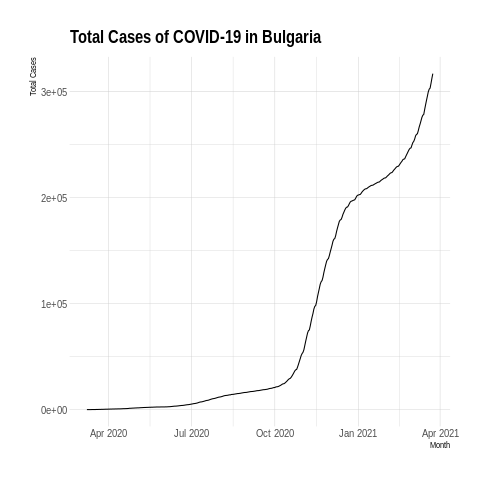 Total Cases of COVID-19 in Bulgaria
Total Cases
3e+05
2e+05
1e+05
0e+00
Apr 2020 Jul 2020 Oct 2020 Jan 2021 Apr 2021
Month